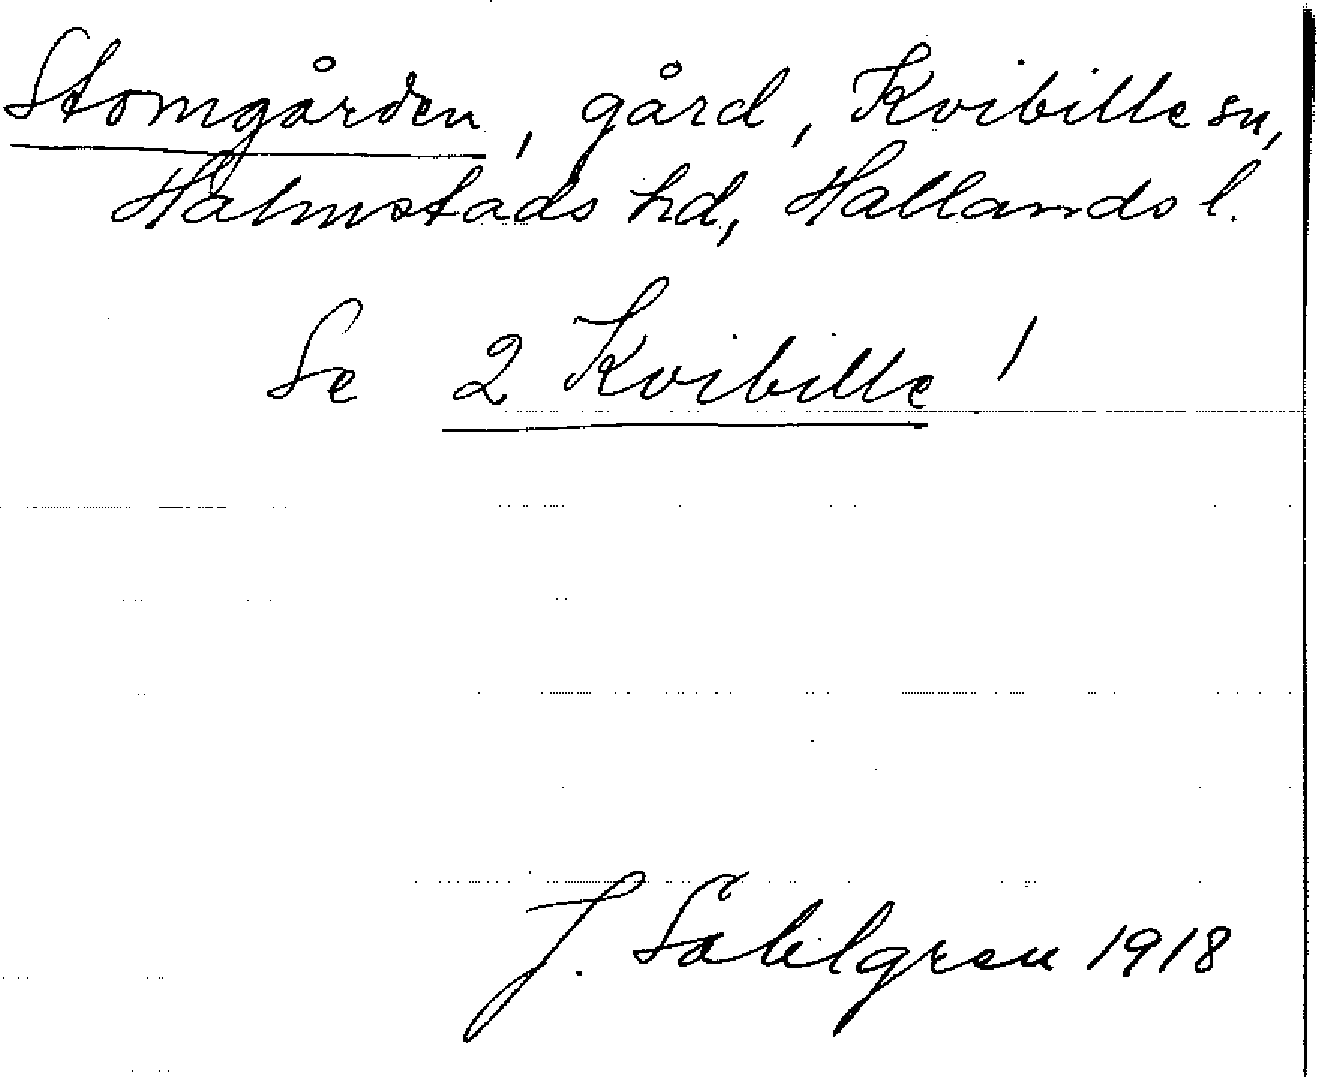 Stomgården, gård, Kvibille sn,
Halmstads hd, Hallands l.
Se 2 Kvibille!
J. Sahlgren 1918